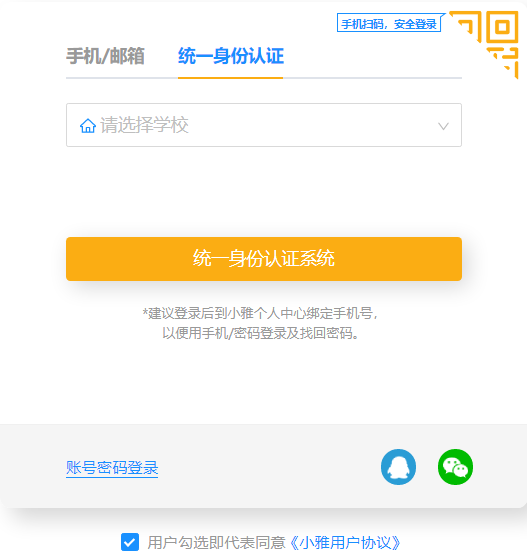 手机扫码，安全登录
手机/邮箱 统一身份认证
请选择学校
统一身份认证系统
*建议登录后到小雅个人中心绑定手机号，
以便用手机/密码登录及找回密码。
账号密码登录
用户勾选即代表同意《小雅用户协议》